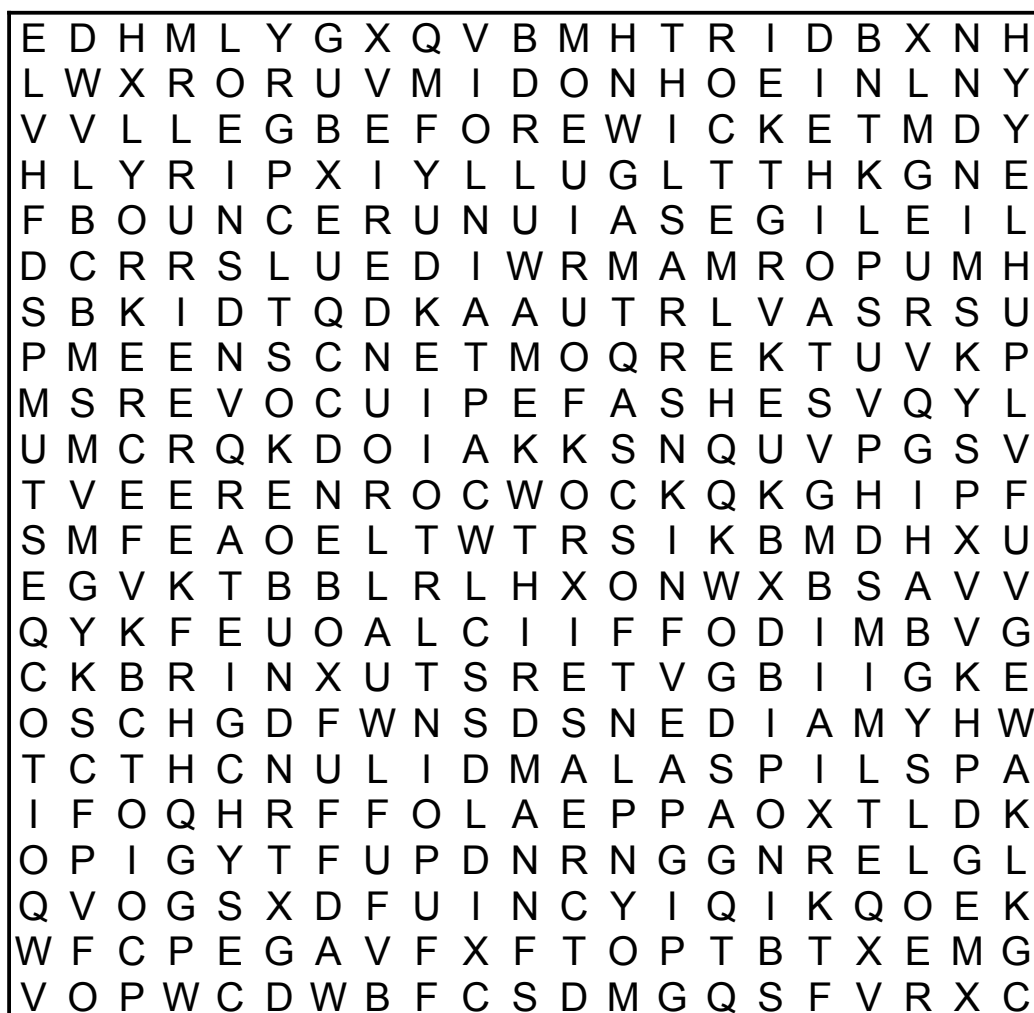 E D H M L Y G X Q V B M H T R I D B X N H
L W X R O R U V M I D O N H O E I N L N Y
V V L L E G B E F O R E W I C K E T M D Y
H L Y R I P X I Y L L U G L T T H K G N E
F B O U N C E R U N U I A S E G I L E I L
D C R R S L U E D I W R M A M R O P U M H
S B K I D T Q D K A A U T R L V A S R S U
P M E E N S C N E T M O Q R E K T U V K P
M S R E V O C U I P E F A S H E S V Q Y L
U M C R Q K D O I A K K S N Q U V P G S V
T V E E R E N R O C W O C K Q K G H I P F
S M F E A O E L T W T R S I K B M D H X U
E G V K T B B L R L H X O N W X B S A V V
Q Y K F E U O A L C I I F F O D I M B V G
C K B R I N X U T S R E T V G B I I G K E
O S C H G D F W N S D S N E D I A M Y H W
T C T H C N U L I D M A L A S P I L S P A
I F O Q H R F F O L A E P P A O X T L D K
O P I G Y T F U P D N R N G G N R E L G L
Q V O G S X D F U I N C Y I Q I K Q O E K
W F C P E G A V F X F T O P T B T X E M G
V O P W C D W B F C S D M G Q S F V R X C